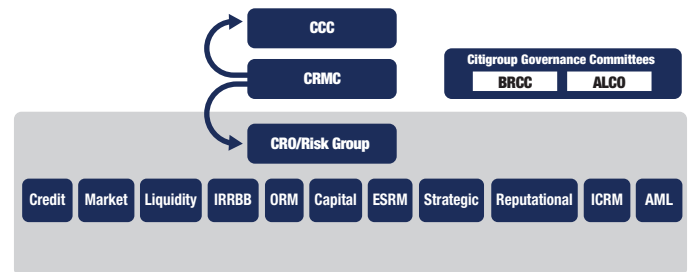 CCC
CRMC
Citigroup Governance Committees
BRCC ALCO
CRO/Risk Group
Credit Market Liquidity IRRBB ORM Capital ESRM Strategic Reputational ICRM AML